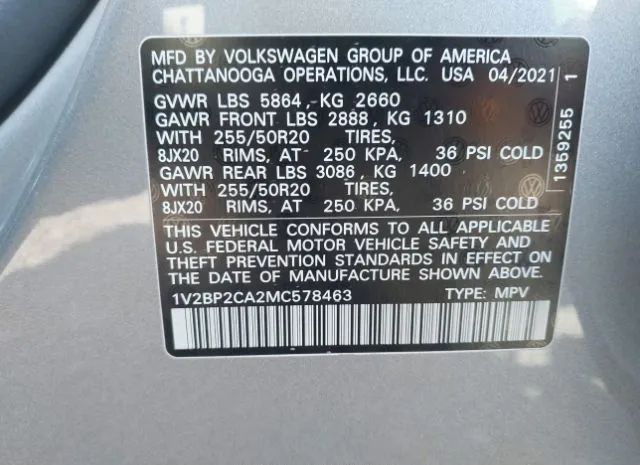 MFD BY VOLKSWAGEN GROUP OF AMERICA
CHATTANOOGA OPERATIONS, LLC. USA 04/2021
GVWR LBS 5864, KG 2660
GAWR FRONT LBS 2888, KG 1310
WITH 255/50R20 TIRES,
8JX20 RIMS, AT 250 KPA, 36 PSI COLD
GAWR REAR LBS 3086, KG 1400
WITH 255/50R20 TIRES,
8JX20 RIMS, AT 250 KPA, 36 PSI COLD
THIS VEHICLE CONFORMS TO ALL APPLICABLE
U.S. FEDERAL MOTOR VEHICLE SAFETY AND
THEFT PREVENTION STANDARDS IN EFFECT ON
THE DATE OF MANUFACTURE SHOWN ABOVE.
1V2BP2CA2MC578463 TYPE: MPV
1359255 1